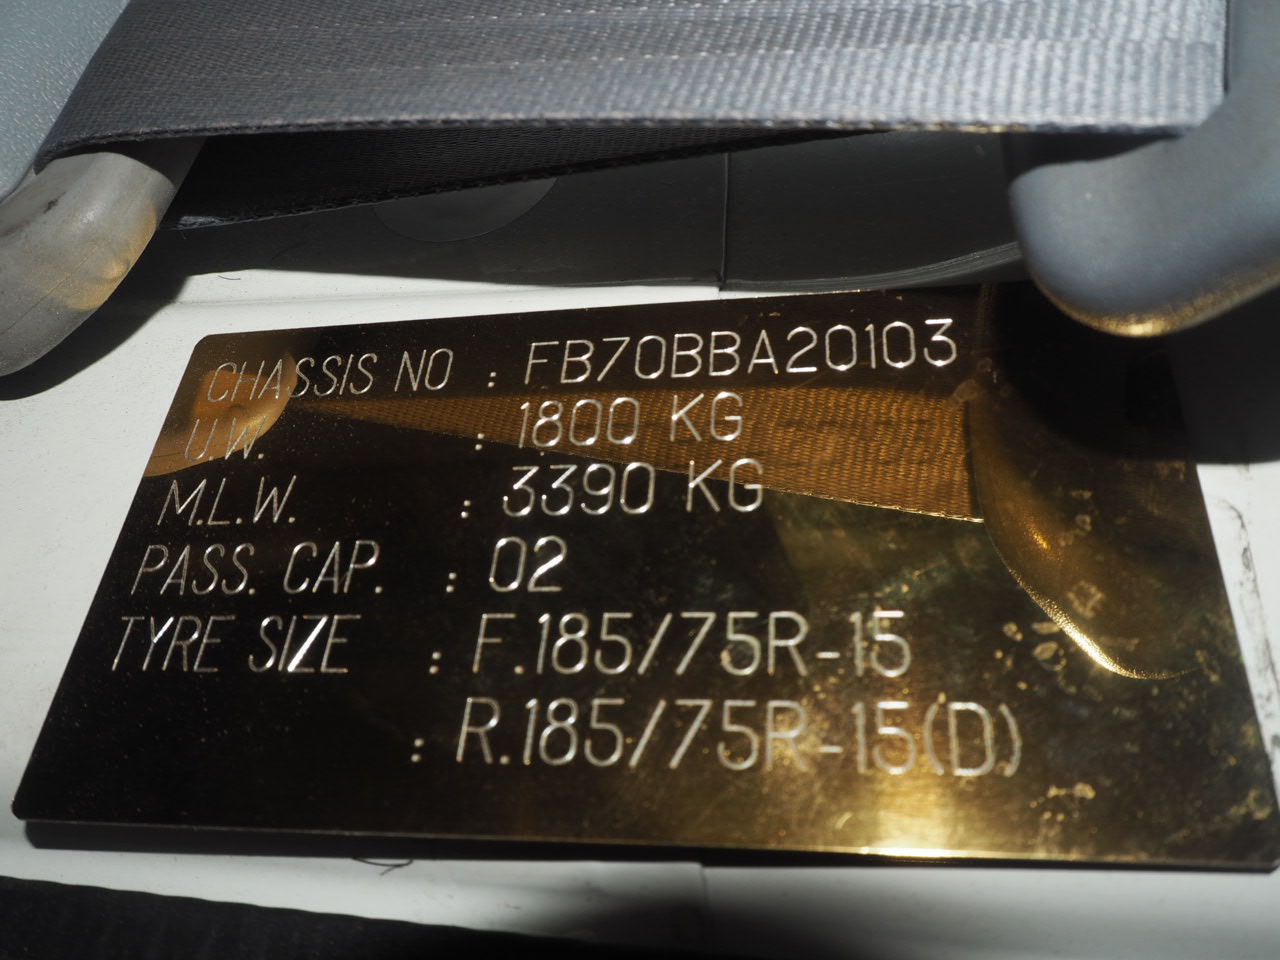 CHASSIS NO : FB70BBA20103
U.W. : 1800 KG
M.L.W. : 3390 KG
PASS. CAP. : 02
TYRE SIZE : F.185/75R-15
: R.185/75R-15(D)